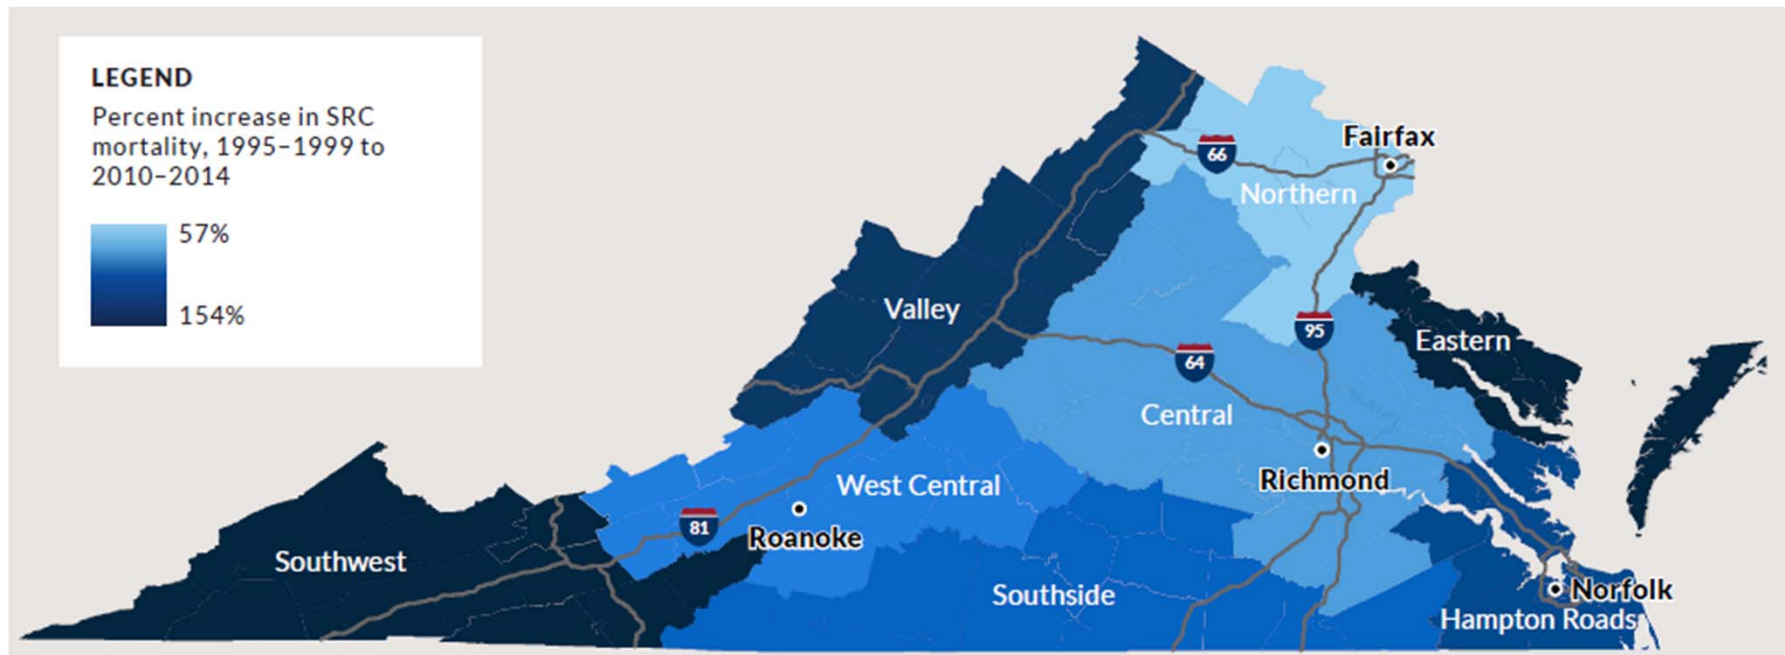 LEGEND
Percent increase in SRC
mortality, 1995–1999 to
2010–2014
57%
154%
Fairfax
66
Northern
Valley
95
Eastern
64
Central
Richmond
West Central
81
Roanoke
Southwest
Southside
Norfolk
Hampton Roads